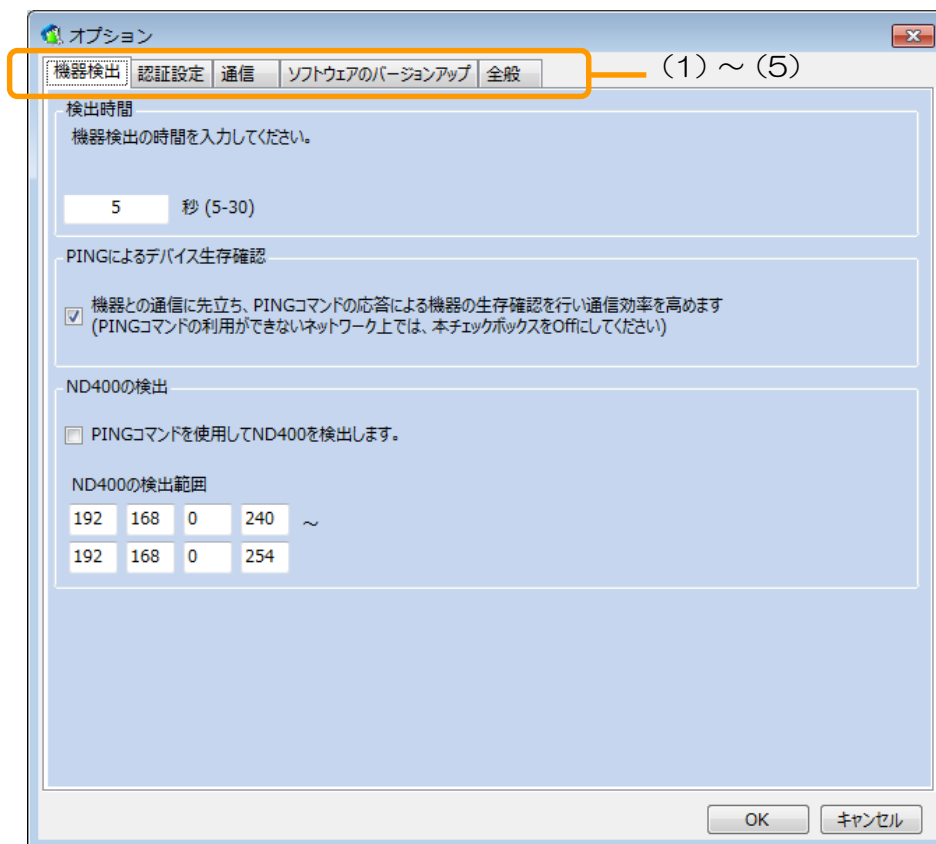 オプション
機器検出 認証設定 通信 ソフトウェアのバージョンアップ 全般
(1)～(5)
検出時間
機器検出の時間を入力してください。
5 秒 (5-30)
PINGによるデバイス生存確認
機器との通信に先立ち、PINGコマンドの応答による機器の生存確認を行い通信効率を高めます
(PINGコマンドの利用ができないネットワーク上では、本チェックボックスをOffにしてください)
ND400の検出
PINGコマンドを使用してND400を検出します。
ND400の検出範囲
192 168 0 240 ～
192 168 0 254
OK キャンセル